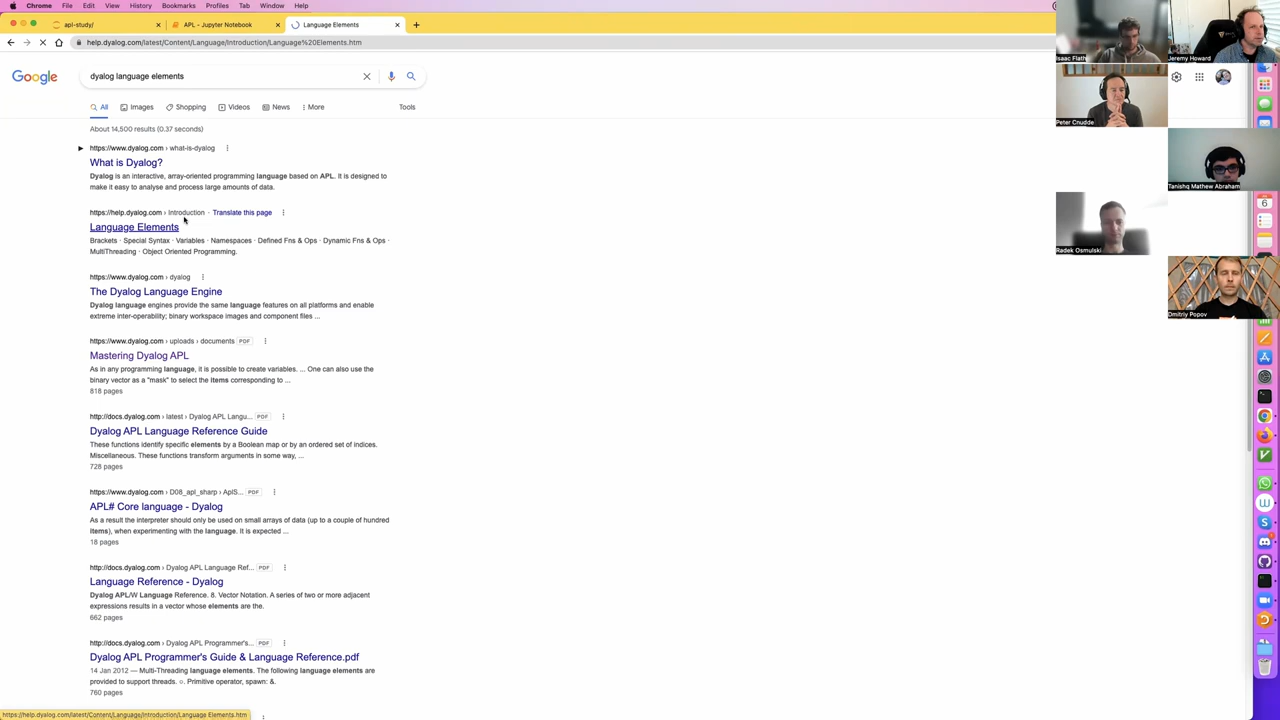 Chrome File Edit View History Bookmarks Profiles Tab Window Help
apl-study/
APL - Jupyter Notebook
Language Elements
help.dyalog.com/latest/Content/Language/Introduction/Language%20Elements.htm
Google
dyalog language elements
All Images Shopping Videos News More Tools
About 14,500 results (0.37 seconds)
https://www.dyalog.com › what-is-dyalog
What is Dyalog?
Dyalog is an interactive, array-oriented programming language based on APL. It is designed to
make it easy to analyse and process large amounts of data.
https://help.dyalog.com › Introduction · Translate this page
Language Elements
Brackets · Special Syntax · Variables · Namespaces · Defined Fns & Ops · Dynamic Fns & Ops ·
MultiThreading · Object Oriented Programming.
https://www.dyalog.com › dyalog
The Dyalog Language Engine
Dyalog language engines provide the same language features on all platforms and enable
extreme inter-operability; binary workspace images and component files ...
https://www.dyalog.com › uploads › documents PDF
Mastering Dyalog APL
As in any programming language, it is possible to create variables. ... One can also use the
binary vector as a "mask" to select the items corresponding to ...
818 pages
http://docs.dyalog.com › latest › Dyalog APL Langu... PDF
Dyalog APL Language Reference Guide
These functions identify specific elements by a Boolean map or by an ordered set of indices.
Miscellaneous. These functions transform arguments in some way, ...
728 pages
https://www.dyalog.com › D08_apl_sharp › AplS... PDF
APL# Core language - Dyalog
As a result the interpreter should only be used on small arrays of data (up to a couple of hundred
items), when experimenting with the language. It is expected ...
18 pages
http://docs.dyalog.com › Dyalog APL Language Ref... PDF
Language Reference - Dyalog
Dyalog APL/W Language Reference. 8. Vector Notation. A series of two or more adjacent
expressions results in a vector whose elements are the.
662 pages
http://docs.dyalog.com › Dyalog APL Programmer's... PDF
Dyalog APL Programmer's Guide & Language Reference.pdf
14 Jan 2012 — Multi-Threading language elements. The following language elements are
provided to support threads. ○. Primitive operator, spawn: &.
760 pages
https://help.dyalog.com/latest/Content/Language/Introduction/Language Elements.htm
Isaac Flath
Jeremy Howard
Peter Cnudde
Tanishq Mathew Abraham
Radek Osmulski
Dmitriy Popov
6